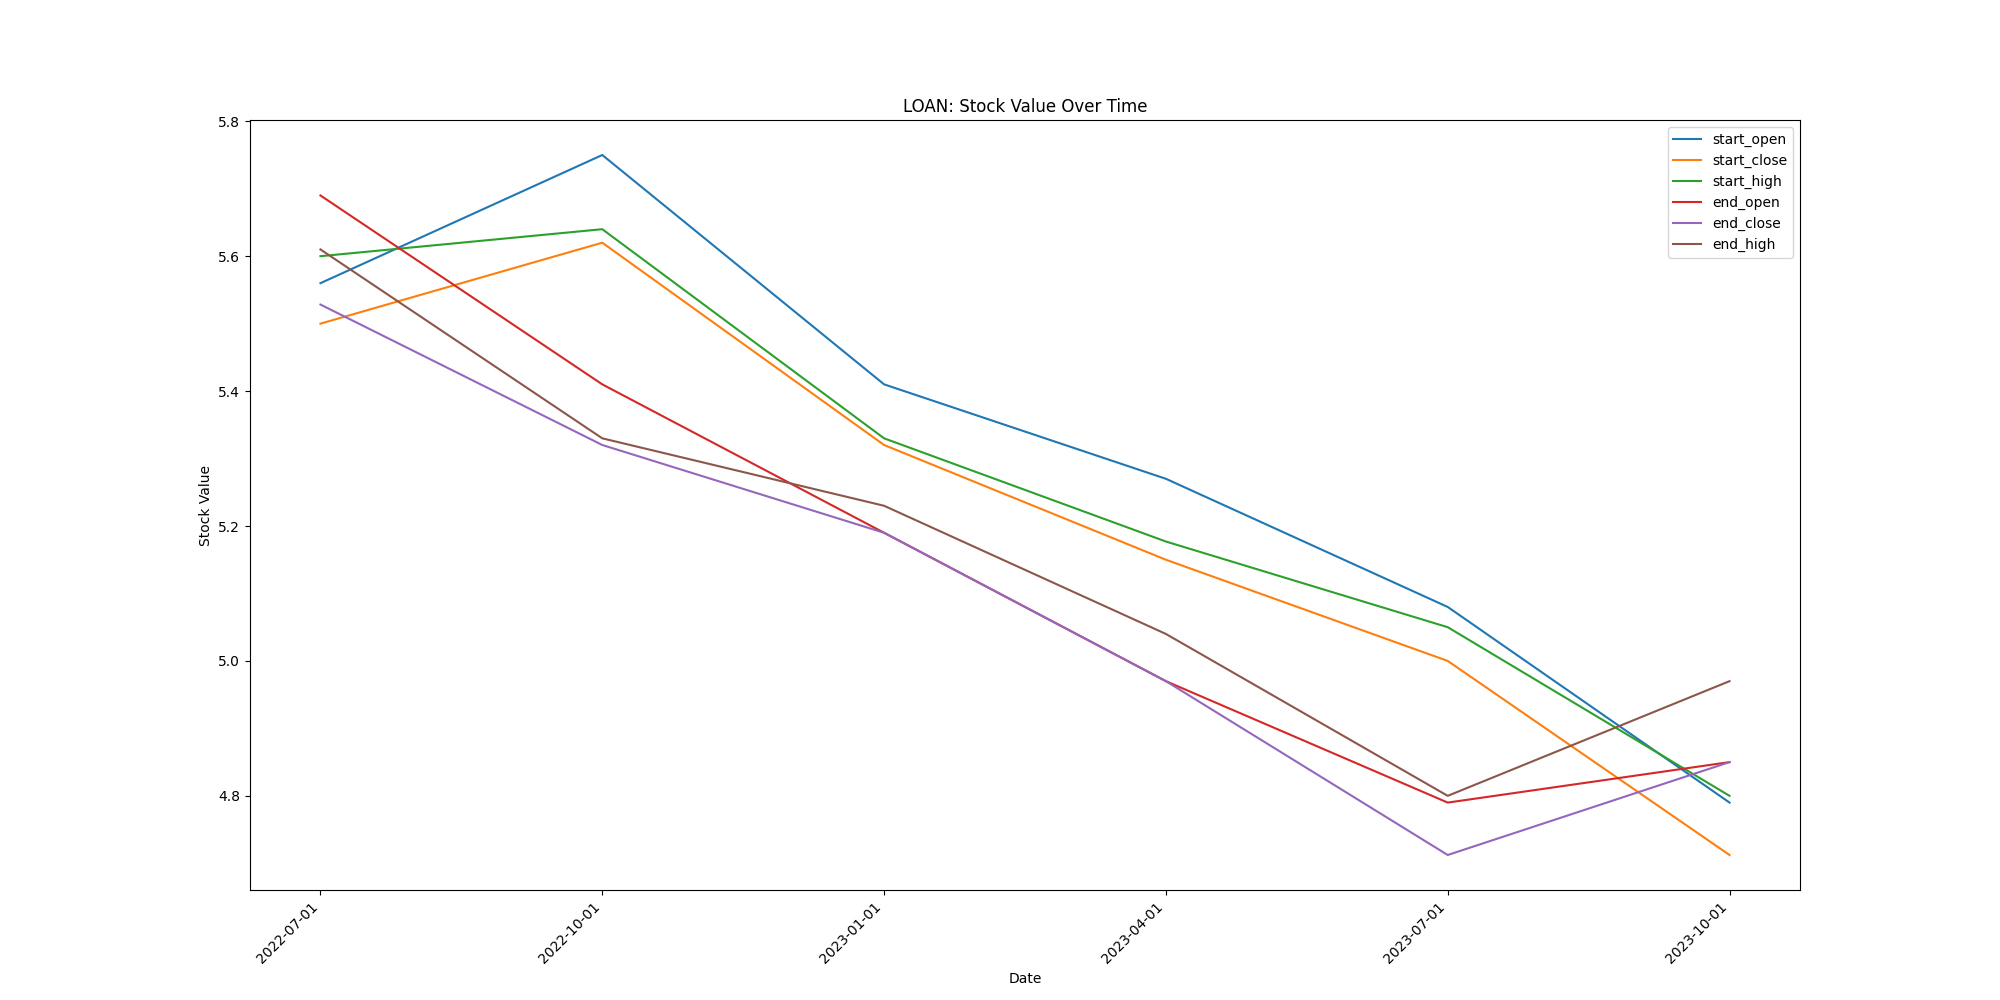 LOAN: Stock Value Over Time
5.8
5.6
5.4
5.2
5.0
4.8
Stock Value
start_open
start_close
start_high
end_open
end_close
end_high
2022-07-01
2022-10-01
2023-01-01
2023-04-01
2023-07-01
2023-10-01
Date